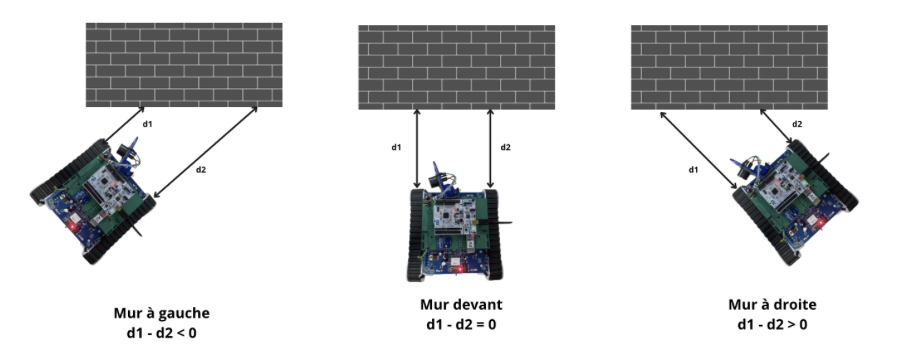 d1
d2
Mur à gauche
d1 - d2 < 0
d1
d2
Mur devant
d1 - d2 = 0
d1
d2
Mur à droite
d1 - d2 > 0